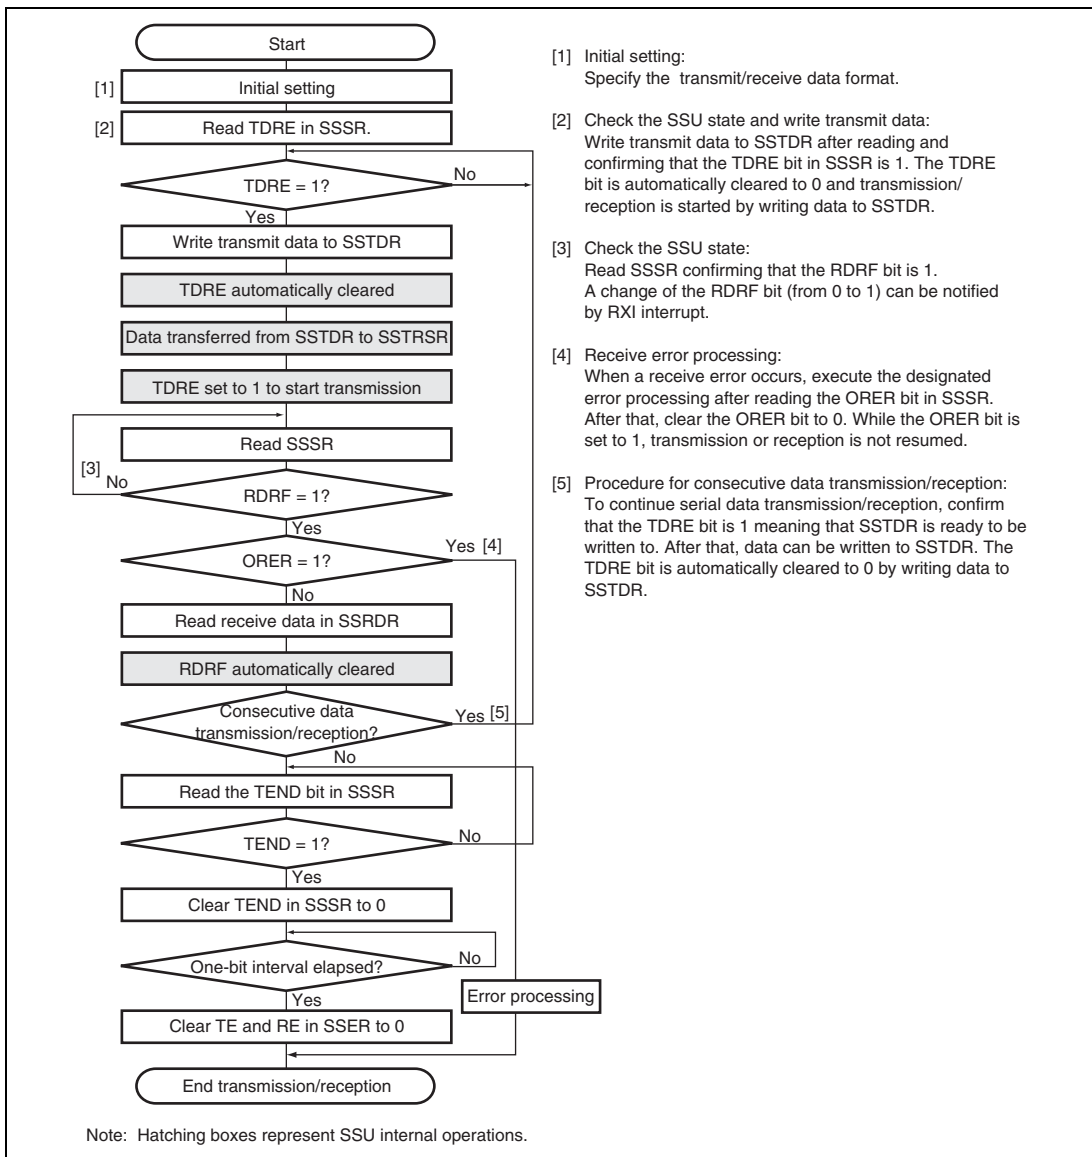 Start
[1] Initial setting
[2] Read TDRE in SSSR.
TDRE = 1?
No
Yes
Write transmit data to SSTDR
TDRE automatically cleared
Data transferred from SSTDR to SSTRSR
TDRE set to 1 to start transmission
Read SSSR
[3]
No
RDRF = 1?
Yes
ORER = 1?
Yes [4]
No
Read receive data in SSRDR
RDRF automatically cleared
Consecutive data
transmission/reception?
Yes [5]
No
Read the TEND bit in SSSR
TEND = 1?
No
Yes
Clear TEND in SSSR to 0
One-bit interval elapsed?
No
Yes
Error processing
Clear TE and RE in SSER to 0
End transmission/reception
[1] Initial setting:
Specify the transmit/receive data format.
[2] Check the SSU state and write transmit data:
Write transmit data to SSTDR after reading and
confirming that the TDRE bit in SSSR is 1. The TDRE
bit is automatically cleared to 0 and transmission/
reception is started by writing data to SSTDR.
[3] Check the SSU state:
Read SSSR confirming that the RDRF bit is 1.
A change of the RDRF bit (from 0 to 1) can be notified
by RXI interrupt.
[4] Receive error processing:
When a receive error occurs, execute the designated
error processing after reading the ORER bit in SSSR.
After that, clear the ORER bit to 0. While the ORER bit is
set to 1, transmission or reception is not resumed.
[5] Procedure for consecutive data transmission/reception:
To continue serial data transmission/reception, confirm
that the TDRE bit is 1 meaning that SSTDR is ready to be
written to. After that, data can be written to SSTDR. The
TDRE bit is automatically cleared to 0 by writing data to
SSTDR.
Note: Hatching boxes represent SSU internal operations.